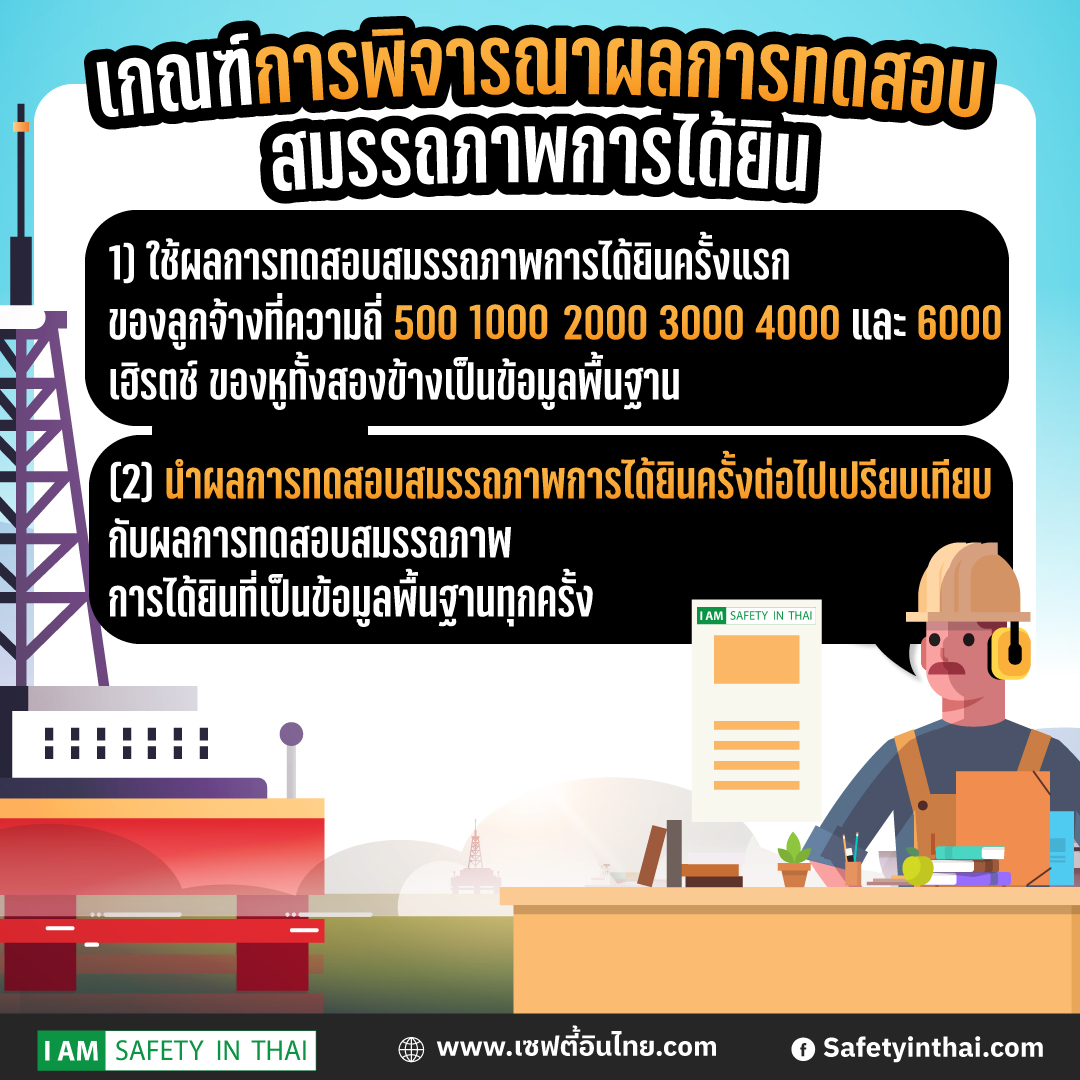 เกณฑ์การพิจารณาผลการทดสอบ
สมรรถภาพการได้ยิน
1) ใช้ผลการทดสอบสมรรถภาพการได้ยินครั้งแรก
ของลูกจ้างที่ความถี่ 500 1000 2000 3000 4000 และ 6000
เฮิรตช์ ของหูทั้งสองข้างเป็นข้อมูลพื้นฐาน
(2) นำผลการทดสอบสมรรถภาพการได้ยินครั้งต่อไปเปรียบเทียบ
กับผลการทดสอบสมรรถภาพ
การได้ยินที่เป็นข้อมูลพื้นฐานทุกครั้ง
I AM SAFETY IN THAI
I AM SAFETY IN THAI
www.เซฟตี้อินไทย.com
Safetyinthai.com